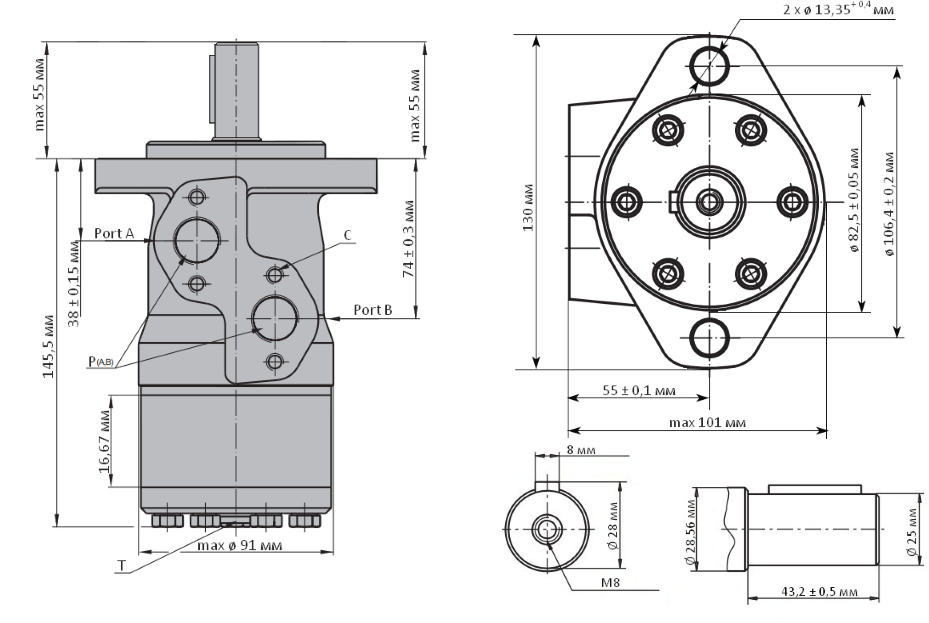 2 x ø 13,35⁺⁰,⁴ мм
max 55 мм
max 55 мм
Port A
C
38 ± 0,15 мм
74 ± 0,3 мм
Port B
P(A,B)
145,5 мм
16,67 мм
max ø 91 мм
T
130 мм
ø 82,5 ± 0,05 мм
ø 106,4 ± 0,2 мм
55 ± 0,1 мм
max 101 мм
8 мм
Ø 28 мм
M8
Ø 28,56 мм
Ø 25 мм
43,2 ± 0,5 мм